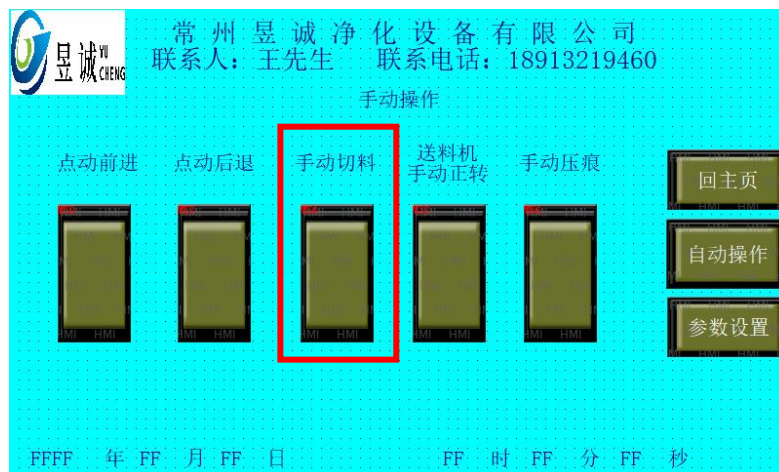 常州昱诚净化设备有限公司
昱诚 YU CHENG
联系人：王先生 联系电话：18913219460
手动操作
点动前进 点动后退 手动切料 送料机 手动正转 手动压痕
回主页
自动操作
参数设置
HMI HMI
FFFF 年 FF 月 FF 日 FF 时 FF 分 FF 秒